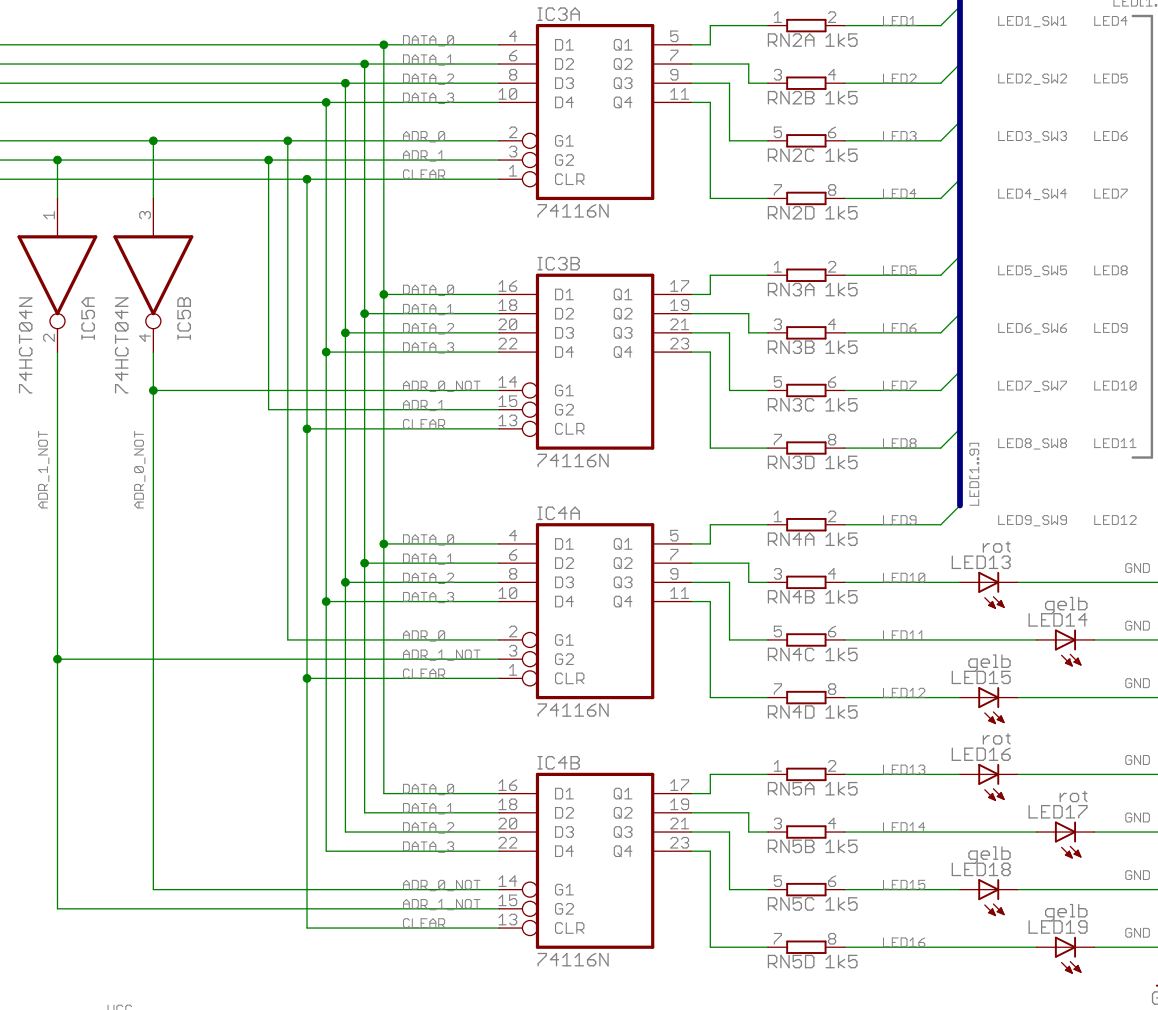 LED[1..
IC3A
DATA_0 4 D1 Q1 5 1 2 LED1 LED1_SW1 LED4
RN2A 1k5
DATA_1 6 D2 Q2 7
DATA_2 8 D3 Q3 9 3 4 LED2 LED2_SW2 LED5
RN2B 1k5
DATA_3 10 D4 Q4 11
ADR_0 2 G1 5 6 LED3 LED3_SW3 LED6
RN2C 1k5
ADR_1 3 G2
CLEAR 1 CLR
7 8 LED4 LED4_SW4 LED7
RN2D 1k5
74116N
1 3
IC3B
1 2 LED5 LED5_SW5 LED8
RN3A 1k5
DATA_0 16 D1 Q1 17
DATA_1 18 D2 Q2 19
DATA_2 20 D3 Q3 21 3 4 LED6 LED6_SW6 LED9
RN3B 1k5
DATA_3 22 D4 Q4 23
74HCT04N 2 IC5A
74HCT04N 4 IC5B
ADR_0_NOT 14 G1 5 6 LED7 LED7_SW7 LED10
RN3C 1k5
ADR_1 15 G2
CLEAR 13 CLR
7 8 LED8 LED8_SW8 LED11
RN3D 1k5
74116N
ADR_1_NOT
ADR_0_NOT
LED[1..9]
IC4A
1 2 LED9 LED9_SW9 LED12
RN4A 1k5
DATA_0 4 D1 Q1 5
DATA_1 6 D2 Q2 7
rot
LED13
DATA_2 8 D3 Q3 9 3 4 LED10 GND
RN4B 1k5
DATA_3 10 D4 Q4 11
gelb
LED14
ADR_0 2 G1 5 6 LED11 GND
RN4C 1k5
ADR_1_NOT 3 G2
CLEAR 1 CLR
gelb
LED15
7 8 LED12 GND
RN4D 1k5
74116N
IC4B
rot
LED16
1 2 LED13 GND
RN5A 1k5
DATA_0 16 D1 Q1 17
DATA_1 18 D2 Q2 19
rot
LED17
DATA_2 20 D3 Q3 21 3 4 LED14 GND
RN5B 1k5
DATA_3 22 D4 Q4 23
gelb
LED18
ADR_0_NOT 14 G1 5 6 LED15 GND
RN5C 1k5
ADR_1_NOT 15 G2
CLEAR 13 CLR
gelb
LED19
7 8 LED16 GND
RN5D 1k5
74116N